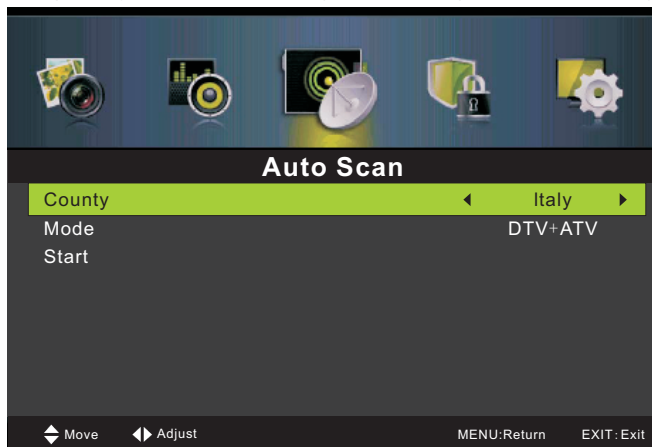 Auto Scan
County Italy
Mode DTV+ATV
Start
Move Adjust MENU:Return EXIT:Exit